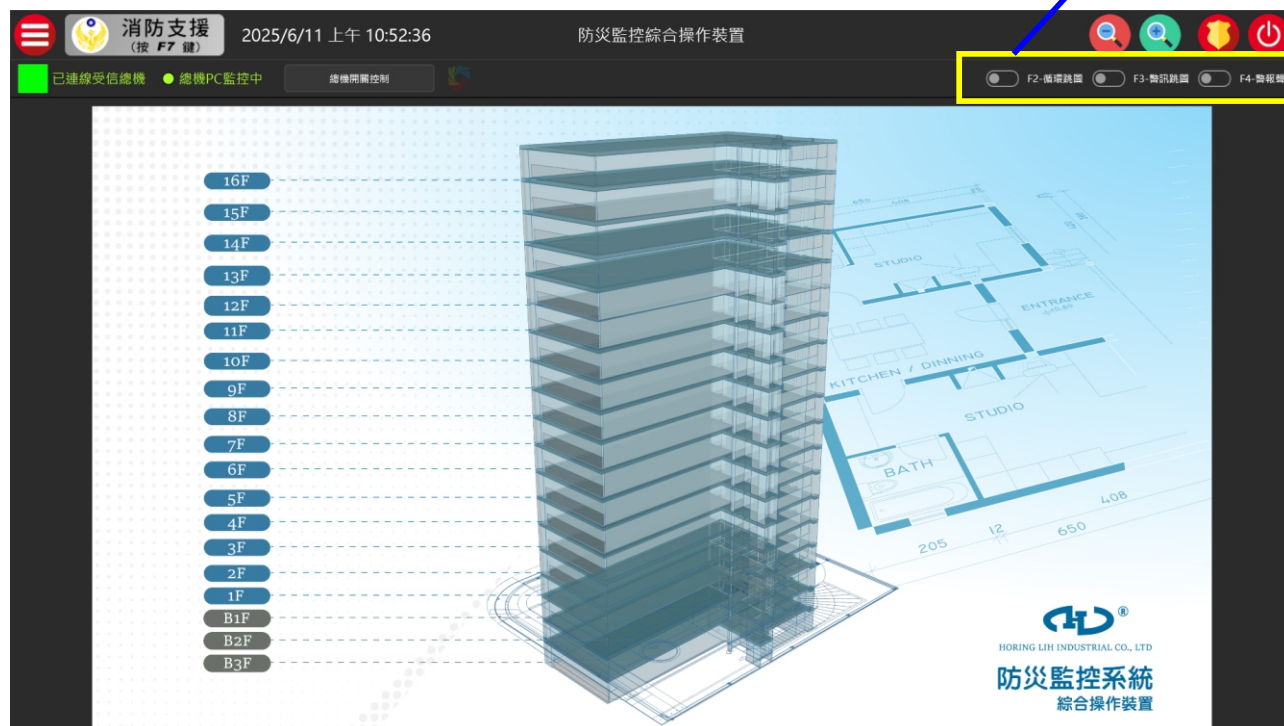 消防支援
(按 F7 鍵)
2025/6/11 上午 10:52:36
防災監控綜合操作裝置
已連線受信總機
總機PC監控中
總機開關控制
F2-循環跳圖
F3-警訊跳圖
F4-警報聲
16F
15F
14F
13F
12F
11F
10F
9F
8F
7F
6F
5F
4F
3F
2F
1F
B1F
B2F
B3F
STUDIO
ENTRANCE
KITCHEN / DINNING
STUDIO
BATH
408
650
12
205
HORING LIH INDUSTRIAL CO., LTD
防災監控系統
綜合操作裝置